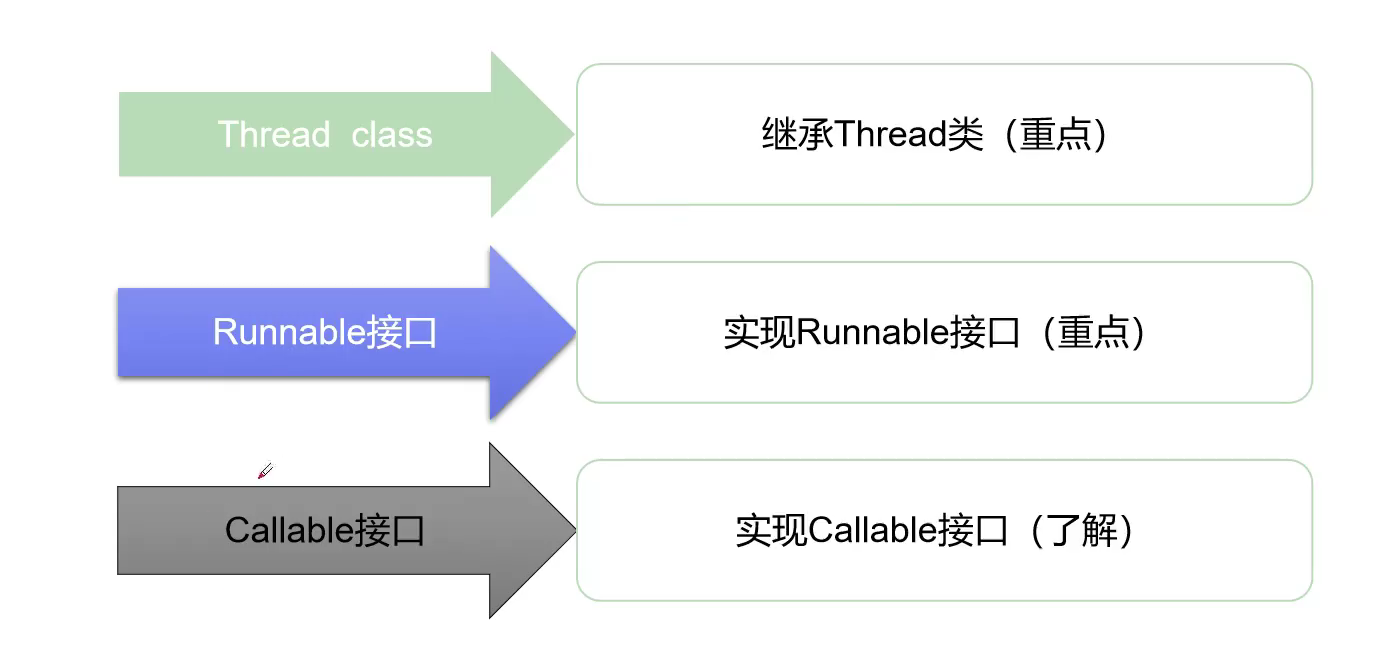 Thread  class
继承Thread类（重点）
Runnable接口
实现Runnable接口（重点）
Callable接口
实现Callable接口（了解）